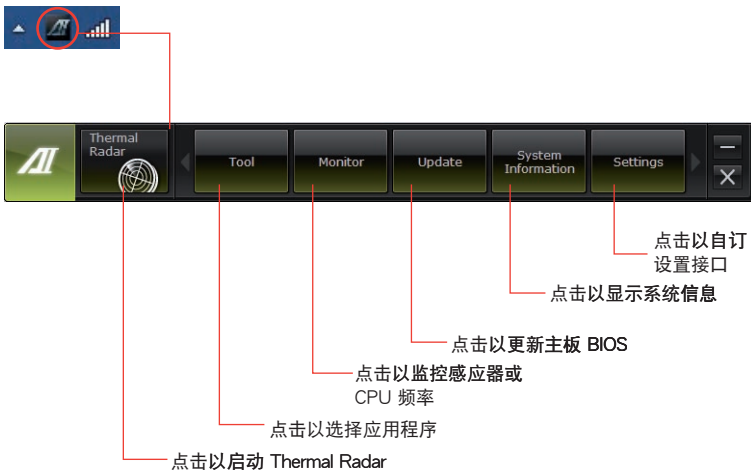 Thermal
Radar
Tool
Monitor
Update
System
Information
Settings
点击以自订
设置接口
点击以显示系统信息
点击以更新主板 BIOS
点击以监控感应器或
CPU 频率
点击以选择应用程序
点击以启动 Thermal Radar